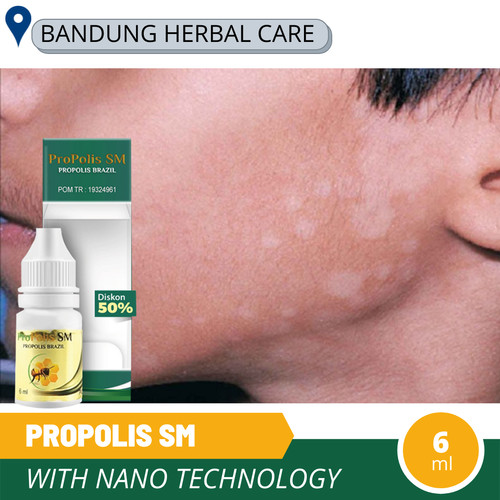 BANDUNG HERBAL CARE
ProPolis SM
PROPOLIS BRAZIL
POM TR : 19324961
Diskon
50%
ProPolis SM
PROPOLIS BRAZIL
6 ml
PROPOLIS SM
WITH NANO TECHNOLOGY
6
ml